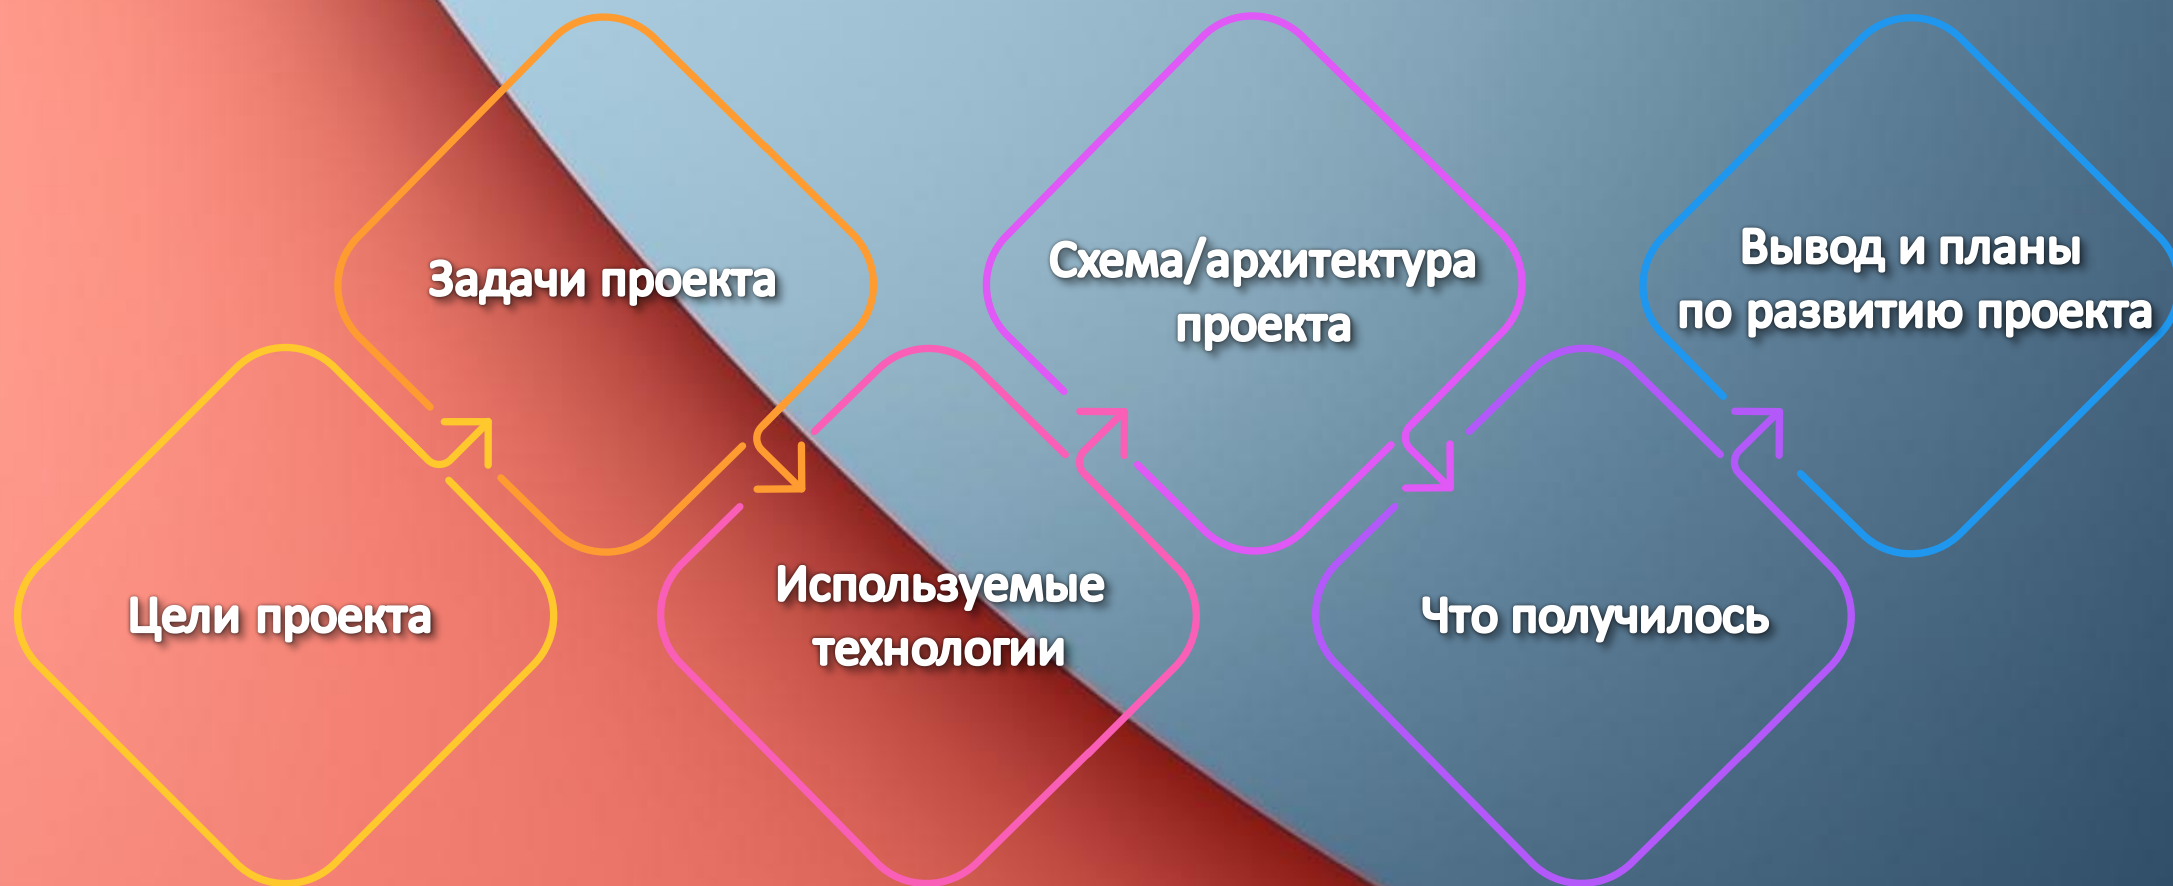 Цели проекта
Задачи проекта
Используемые
технологии
Схема/архитектура
проекта
Что получилось
Вывод и планы
по развитию проекта